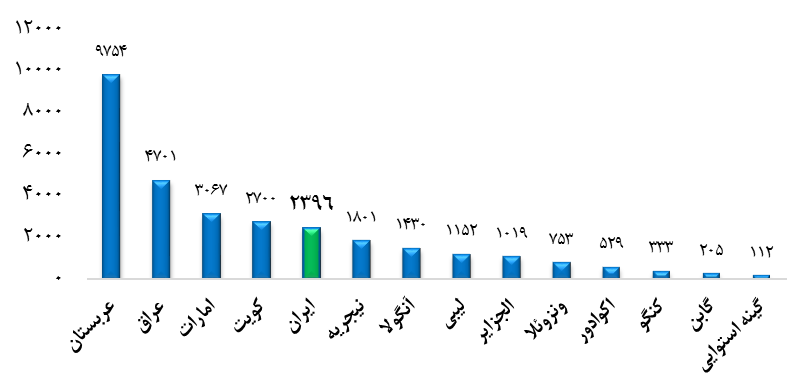 ۱۲۰۰۰
۱۰۰۰۰
۸۰۰۰
۶۰۰۰
۴۰۰۰
۲۰۰۰
۰
۹۷۵۴
۴۷۰۱
۳۰۶۷
۲۷۰۰
۲۳۹۶
۱۸۰۱
۱۴۳۰
۱۱۵۲
۱۰۱۹
۷۵۳
۵۲۹
۳۳۳
۲۰۵
۱۱۲
عربستان
عراق
امارات
کویت
ایران
نیجریه
آنگولا
لیبی
الجزایر
ونزوئلا
اکوادور
کنگو
گابن
گینه استوایی